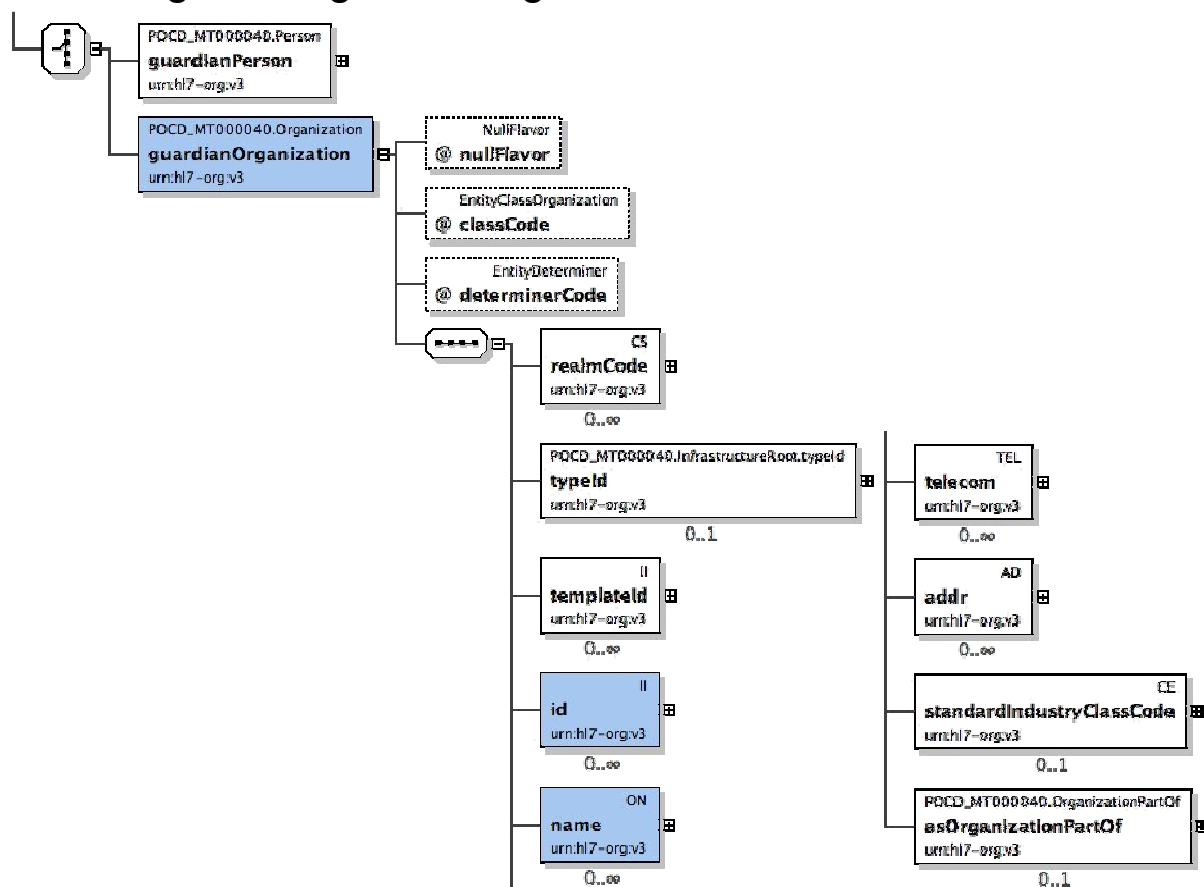 POCD_MT000040.Person
guardianPerson
urn:hl7-org:v3
POCD_MT000040.Organization
guardianOrganization
urn:hl7-org:v3
NullFlavor
@ nullFlavor
EntityClassOrganization
@ classCode
EntityDeterminer
@ determinerCode
CS
realmCode
urn:hl7-org:v3
0..∞
POCD_MT000040.InfrastructureRoot.typeId
typeId
urn:hl7-org:v3
0..1
II
templateId
urn:hl7-org:v3
0..∞
II
id
urn:hl7-org:v3
0..∞
ON
name
urn:hl7-org:v3
0..∞
TEL
telecom
urn:hl7-org:v3
0..∞
AD
addr
urn:hl7-org:v3
0..∞
CE
standardIndustryClassCode
urn:hl7-org:v3
0..1
POCD_MT000040.OrganizationPartOf
asOrganizationPartOf
urn:hl7-org:v3
0..1